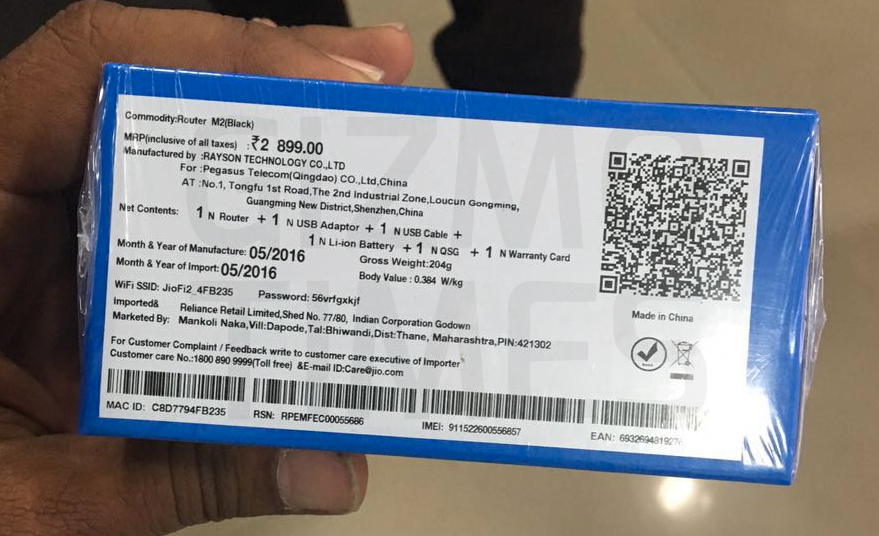 Commodity:Router M2(Black)
MRP(inclusive of all taxes) :₹2 899.00
Manufactured by :RAYSON TECHNOLOGY CO.,LTD
For :Pegasus Telecom(Qingdao) CO.,Ltd,China
AT :No.1, Tongfu 1st Road,The 2nd Industrial Zone,Loucun Gongming,
Guangming New District,Shenzhen,China
Net Contents: 1 N Router + 1 N USB Adaptor + 1 N USB Cable +
1 N Li-ion Battery + 1 N QSG + 1 N Warranty Card
Month & Year of Manufacture: 05/2016 Gross Weight:204g
Month & Year of Import: 05/2016 Body Value : 0.384 W/kg
WiFi SSID: JioFi2_4FB235 Password: 56vrfgxkjf
Imported& Reliance Retail Limited,Shed No. 77/80, Indian Corporation Godown
Marketed By: Mankoli Naka,Vill:Dapode,Tal:Bhiwandi,Dist:Thane, Maharashtra,PIN:421302
For Customer Complaint / Feedback write to customer care executive of Importer
Customer care No.:1800 890 9999(Toll free) &E-mail ID:Care@jio.com
Made in China
MAC ID: C8D7794FB235 RSN: RPEMFEC00055686 IMEI: 911522600556857 EAN:
GIZMO
TIMES